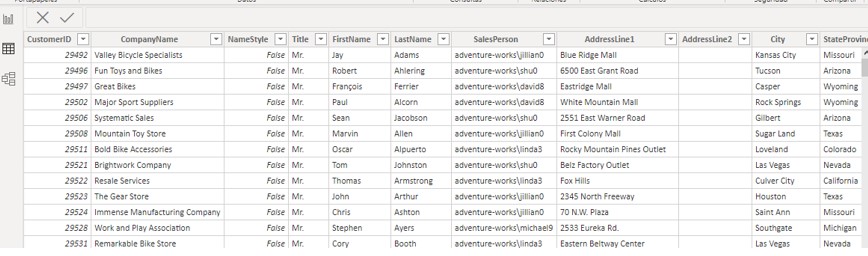 CustomerID CompanyName NameStyle Title FirstName LastName SalesPerson AddressLine1 AddressLine2 City StateProvin
29492 Valley Bicycle Specialists False Mr. Jay Adams adventure-works\jillian0 Blue Ridge Mall Kansas City Missouri
29496 Fun Toys and Bikes False Mr. Robert Ahlering adventure-works\shu0 6500 East Grant Road Tucson Arizona
29497 Great Bikes False Mr. François Ferrier adventure-works\david8 Eastridge Mall Casper Wyoming
29502 Major Sport Suppliers False Mr. Paul Alcorn adventure-works\david8 White Mountain Mall Rock Springs Wyoming
29506 Systematic Sales False Mr. Sean Jacobson adventure-works\shu0 2551 East Warner Road Gilbert Arizona
29508 Mountain Toy Store False Mr. Marvin Allen adventure-works\jillian0 First Colony Mall Sugar Land Texas
29511 Bold Bike Accessories False Mr. Oscar Alpuerto adventure-works\linda3 Rocky Mountain Pines Outlet Loveland Colorado
29521 Brightwork Company False Mr. Tom Johnston adventure-works\shu0 Belz Factory Outlet Las Vegas Nevada
29522 Resale Services False Mr. Thomas Armstrong adventure-works\linda3 Fox Hills Culver City California
29523 The Gear Store False Mr. John Arthur adventure-works\jillian0 2345 North Freeway Houston Texas
29524 Immense Manufacturing Company False Mr. Chris Ashton adventure-works\jillian0 70 N.W. Plaza Saint Ann Missouri
29528 Work and Play Association False Mr. Stephen Ayers adventure-works\michael9 2533 Eureka Rd. Southgate Michigan
29531 Remarkable Bike Store False Mr. Cory Booth adventure-works\linda3 Eastern Beltway Center Las Vegas Nevada